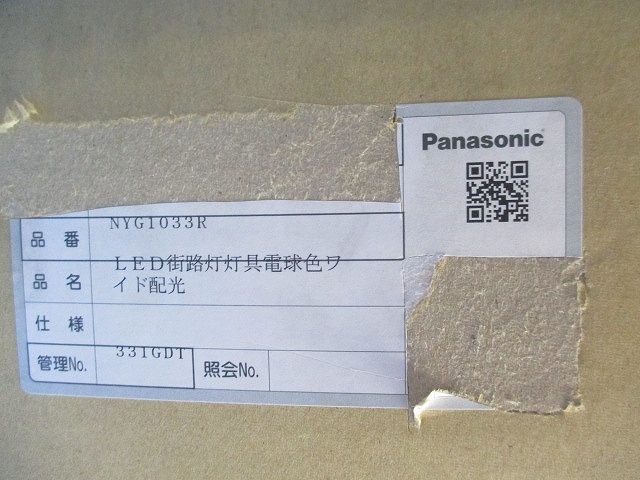 Panasonic
品番 NYG1033R
品名 LED街路灯灯具電球色ワ
イド配光
仕様
管理No. 331GDT 照会No.